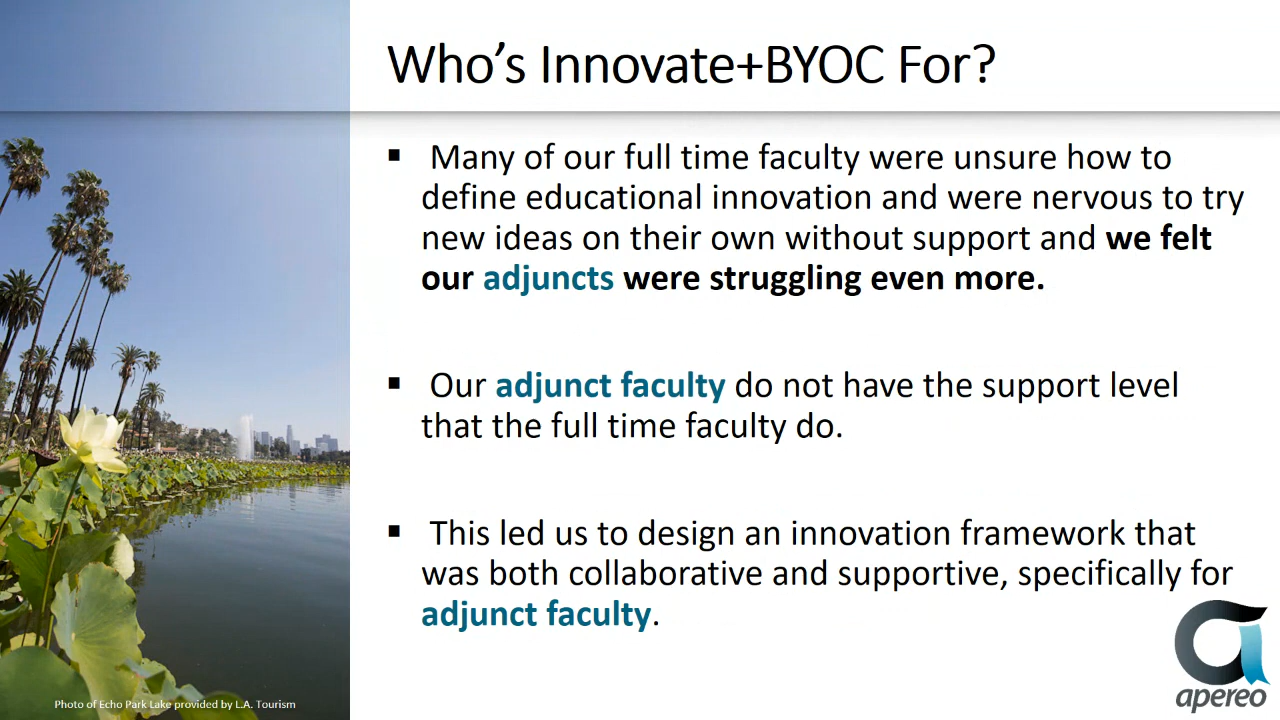 Who’s Innovate+BYOC For?
▪ Many of our full time faculty were unsure how to
define educational innovation and were nervous to try
new ideas on their own without support and we felt
our adjuncts were struggling even more.
▪ Our adjunct faculty do not have the support level
that the full time faculty do.
▪ This led us to design an innovation framework that
was both collaborative and supportive, specifically for
adjunct faculty.
apereo
Photo of Echo Park Lake provided by L.A. Tourism